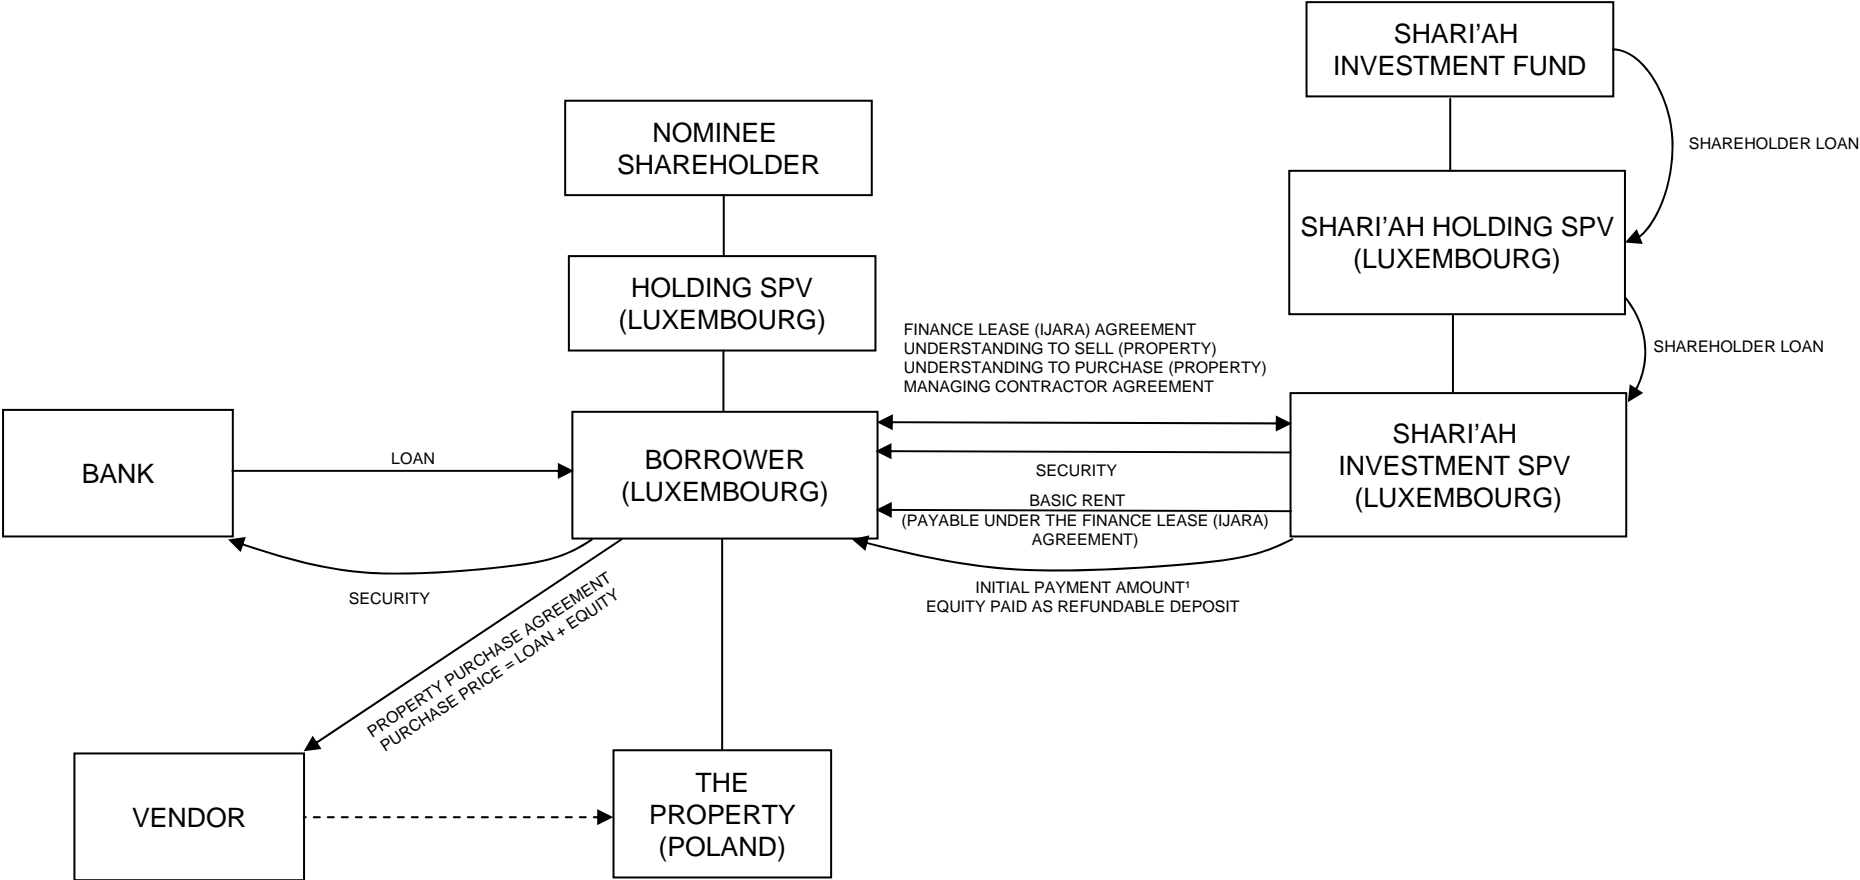 SHARI’AH
INVESTMENT FUND
SHAREHOLDER LOAN
NOMINEE
SHAREHOLDER
SHARI’AH HOLDING SPV
(LUXEMBOURG)
HOLDING SPV
(LUXEMBOURG)
SHAREHOLDER LOAN
FINANCE LEASE (IJARA) AGREEMENT
UNDERSTANDING TO SELL (PROPERTY)
UNDERSTANDING TO PURCHASE (PROPERTY)
MANAGING CONTRACTOR AGREEMENT
BANK
LOAN
BORROWER
(LUXEMBOURG)
SECURITY
BASIC RENT
(PAYABLE UNDER THE FINANCE LEASE (IJARA)
AGREEMENT)
SHARI’AH
INVESTMENT SPV
(LUXEMBOURG)
SECURITY
INITIAL PAYMENT AMOUNT¹
EQUITY PAID AS REFUNDABLE DEPOSIT
PROPERTY PURCHASE AGREEMENT
PURCHASE PRICE = LOAN + EQUITY
VENDOR
THE
PROPERTY
(POLAND)